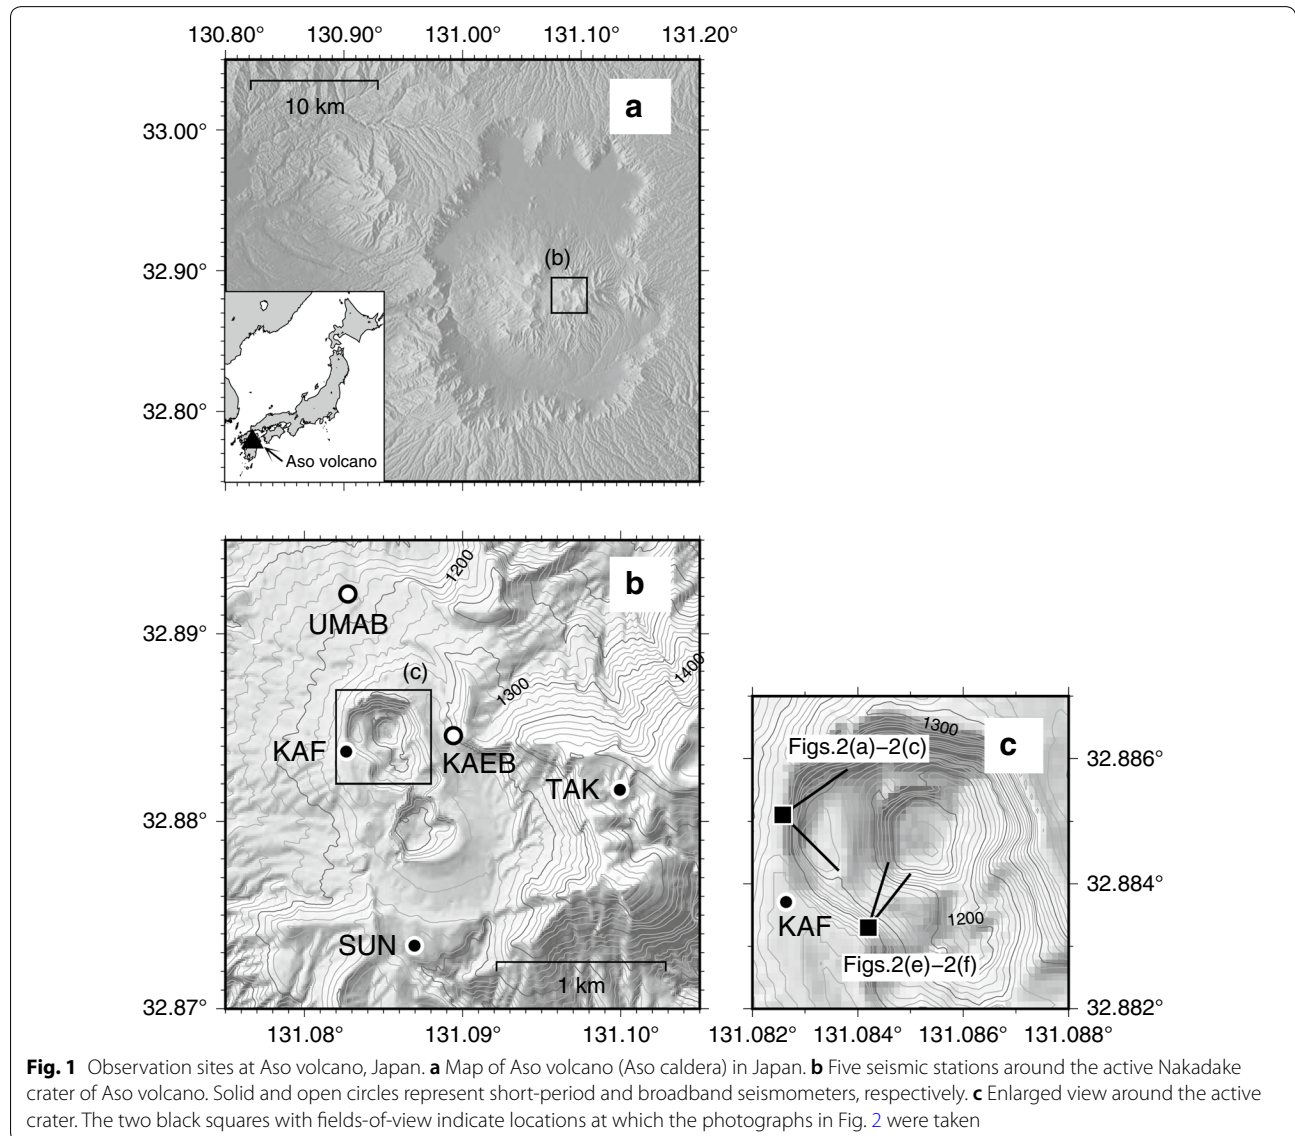 130.80° 130.90° 131.00° 131.10° 131.20°
10 km
a
33.00°
(b)
32.90°
32.80°
Aso volcano
1200
b
UMAB
32.89°
(c)
1300
1400
KAF
KAEB
TAK
32.88°
SUN
1 km
32.87°
131.08° 131.09° 131.10°
1300
c
Figs.2(a)−2(c)
32.886°
32.884°
KAF
1200
Figs.2(e)−2(f)
32.882°
131.082° 131.084° 131.086° 131.088°
Fig. 1 Observation sites at Aso volcano, Japan. a Map of Aso volcano (Aso caldera) in Japan. b Five seismic stations around the active Nakadake
crater of Aso volcano. Solid and open circles represent short-period and broadband seismometers, respectively. c Enlarged view around the active
crater. The two black squares with fields-of-view indicate locations at which the photographs in Fig. 2 were taken